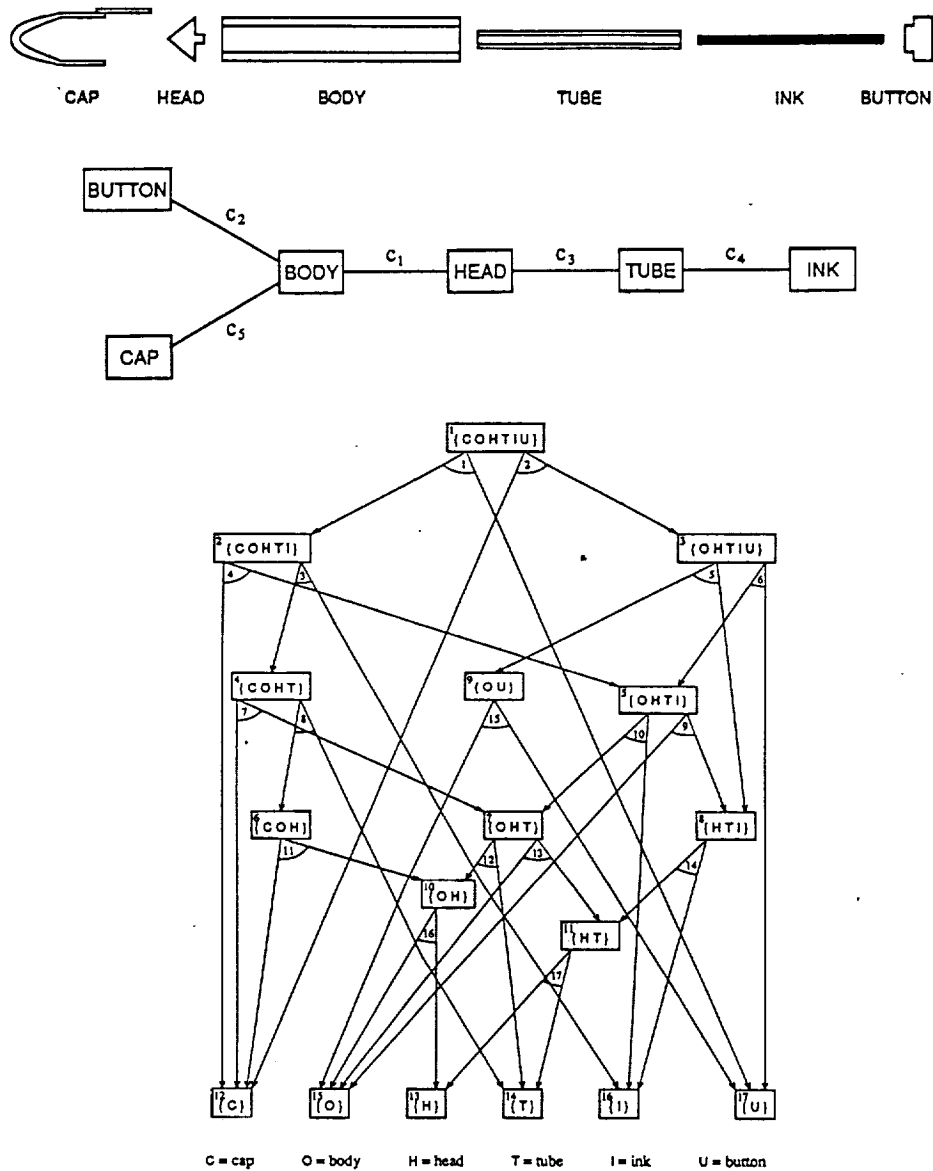 CAP HEAD BODY TUBE INK BUTTON
BUTTON
C2
BODY C1 HEAD C3 TUBE C4 INK
C5
CAP
1 {COHTIU}
1 2
2 {COHTI} 3 {OHTIU}
4 3 5 6
4 {COHT} 9 {OU} 5 {OHTI}
7 8 15 10 9
6 {COH} 7 {OHT} 8 {HTI}
11 12 13 14
10 {OH}
16 11 {HT}
17
12 {C} 15 {O} 13 {H} 14 {T} 16 {I} 17 {U}
C = cap O = body H = head T = tube I = ink U = button